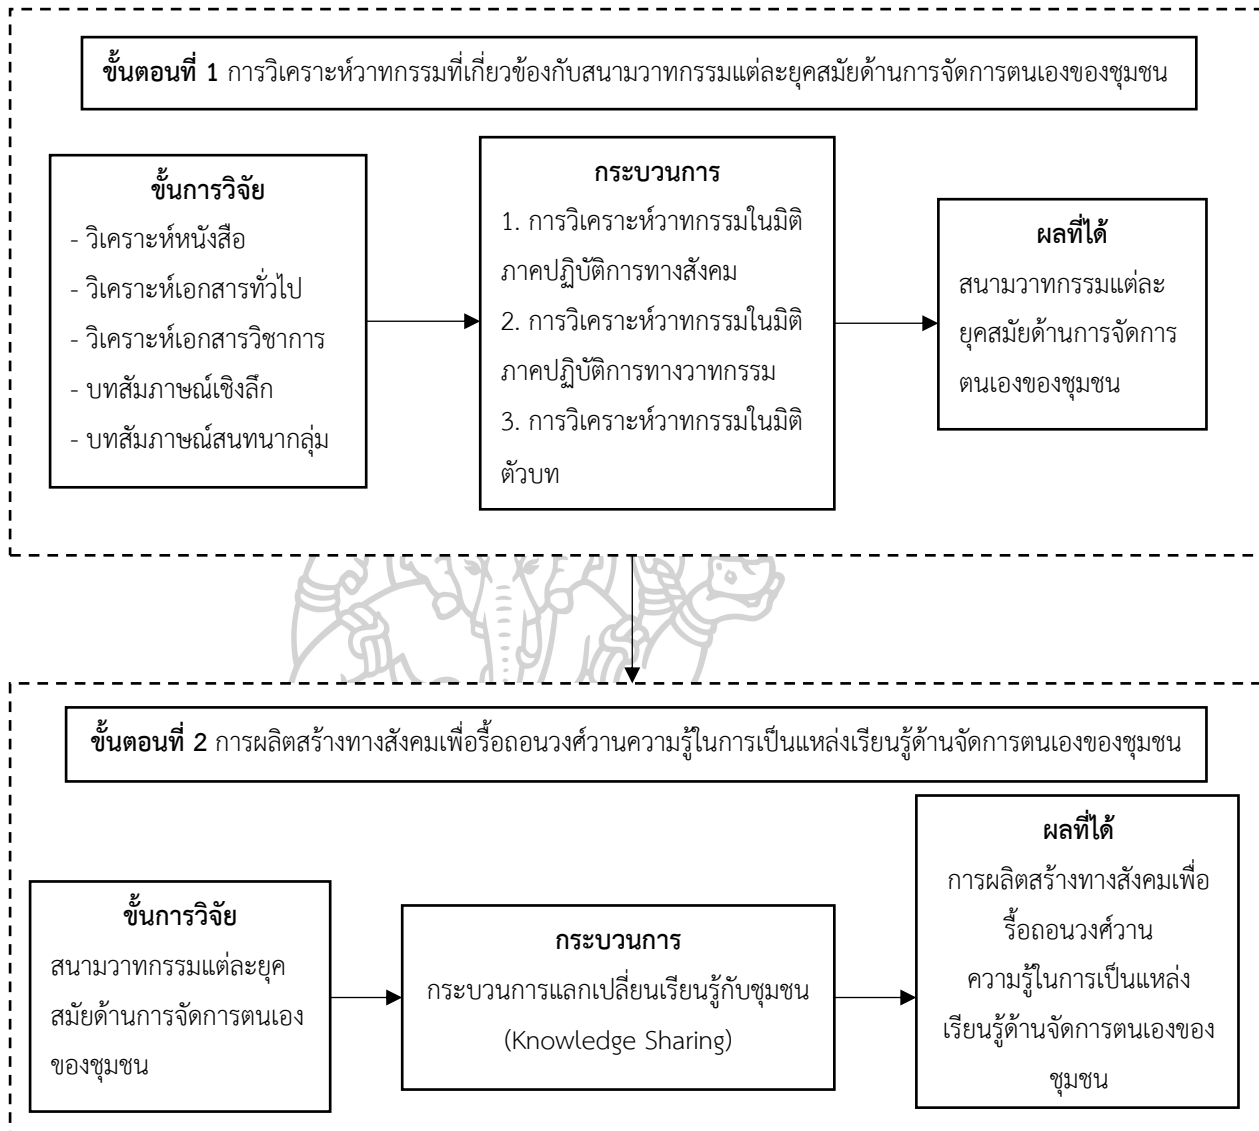 ขั้นตอนที่ 1 การวิเคราะห์วาทกรรมที่เกี่ยวข้องกับสนามวาทกรรมแต่ละยุคสมัยด้านการจัดการตนเองของชุมชน
ขั้นการวิจัย
- วิเคราะห์หนังสือ
- วิเคราะห์เอกสารทั่วไป
- วิเคราะห์เอกสารวิชาการ
- บทสัมภาษณ์เชิงลึก
- บทสัมภาษณ์สนทนากลุ่ม
กระบวนการ
1. การวิเคราะห์วาทกรรมในมิติ
ภาคปฏิบัติการทางสังคม
2. การวิเคราะห์วาทกรรมในมิติ
ภาคปฏิบัติการทางวาทกรรม
3. การวิเคราะห์วาทกรรมในมิติ
ตัวบท
ผลที่ได้
สนามวาทกรรมแต่ละ
ยุคสมัยด้านการจัดการ
ตนเองของชุมชน
ขั้นตอนที่ 2 การผลิตสร้างทางสังคมเพื่อรื้อถอนวงศ์วานความรู้ในการเป็นแหล่งเรียนรู้ด้านจัดการตนเองของชุมชน
ขั้นการวิจัย
สนามวาทกรรมแต่ละยุค
สมัยด้านการจัดการตนเอง
ของชุมชน
กระบวนการ
กระบวนการแลกเปลี่ยนเรียนรู้กับชุมชน
(Knowledge Sharing)
ผลที่ได้
การผลิตสร้างทางสังคมเพื่อ
รื้อถอนวงศ์วาน
ความรู้ในการเป็นแหล่ง
เรียนรู้ด้านจัดการตนเองของ
ชุมชน